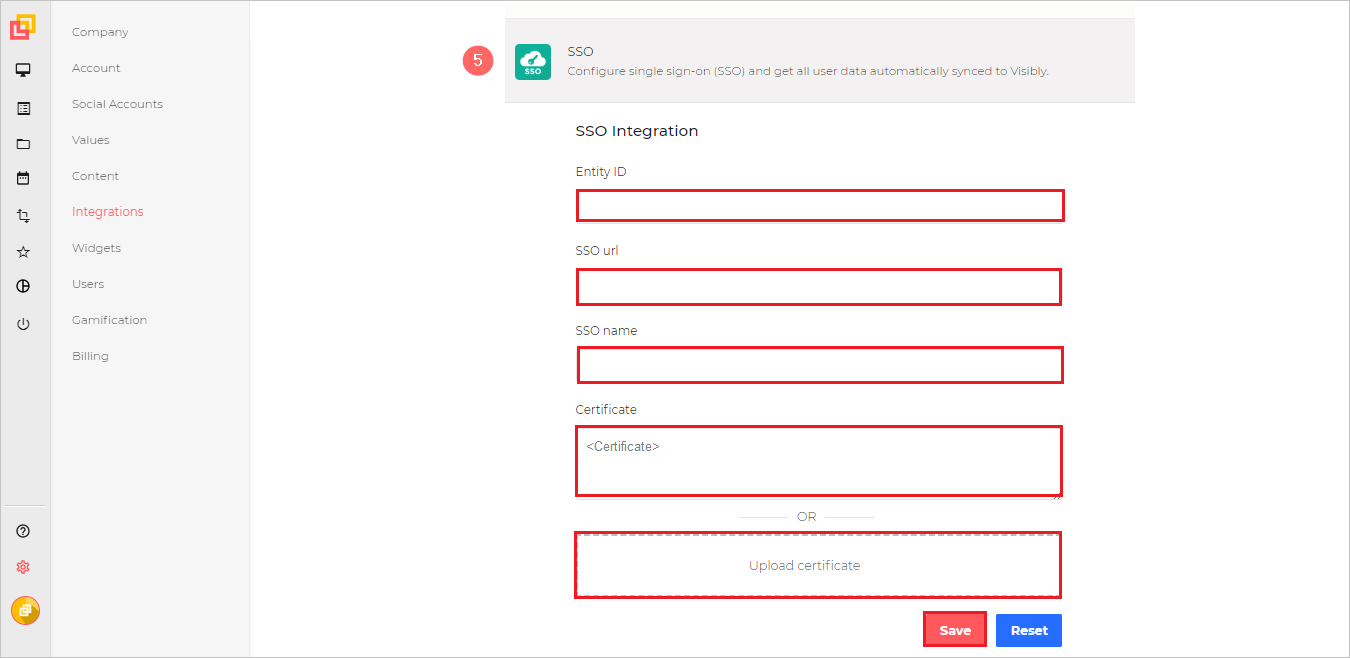 Company
Account
Social Accounts
Values
Content
Integrations
Widgets
Users
Gamification
Billing
5
SSO
SSO
Configure single sign-on (SSO) and get all user data automatically synced to Visibly.
SSO Integration
Entity ID
SSO url
SSO name
Certificate
<Certificate>
OR
Upload certificate
Save
Reset